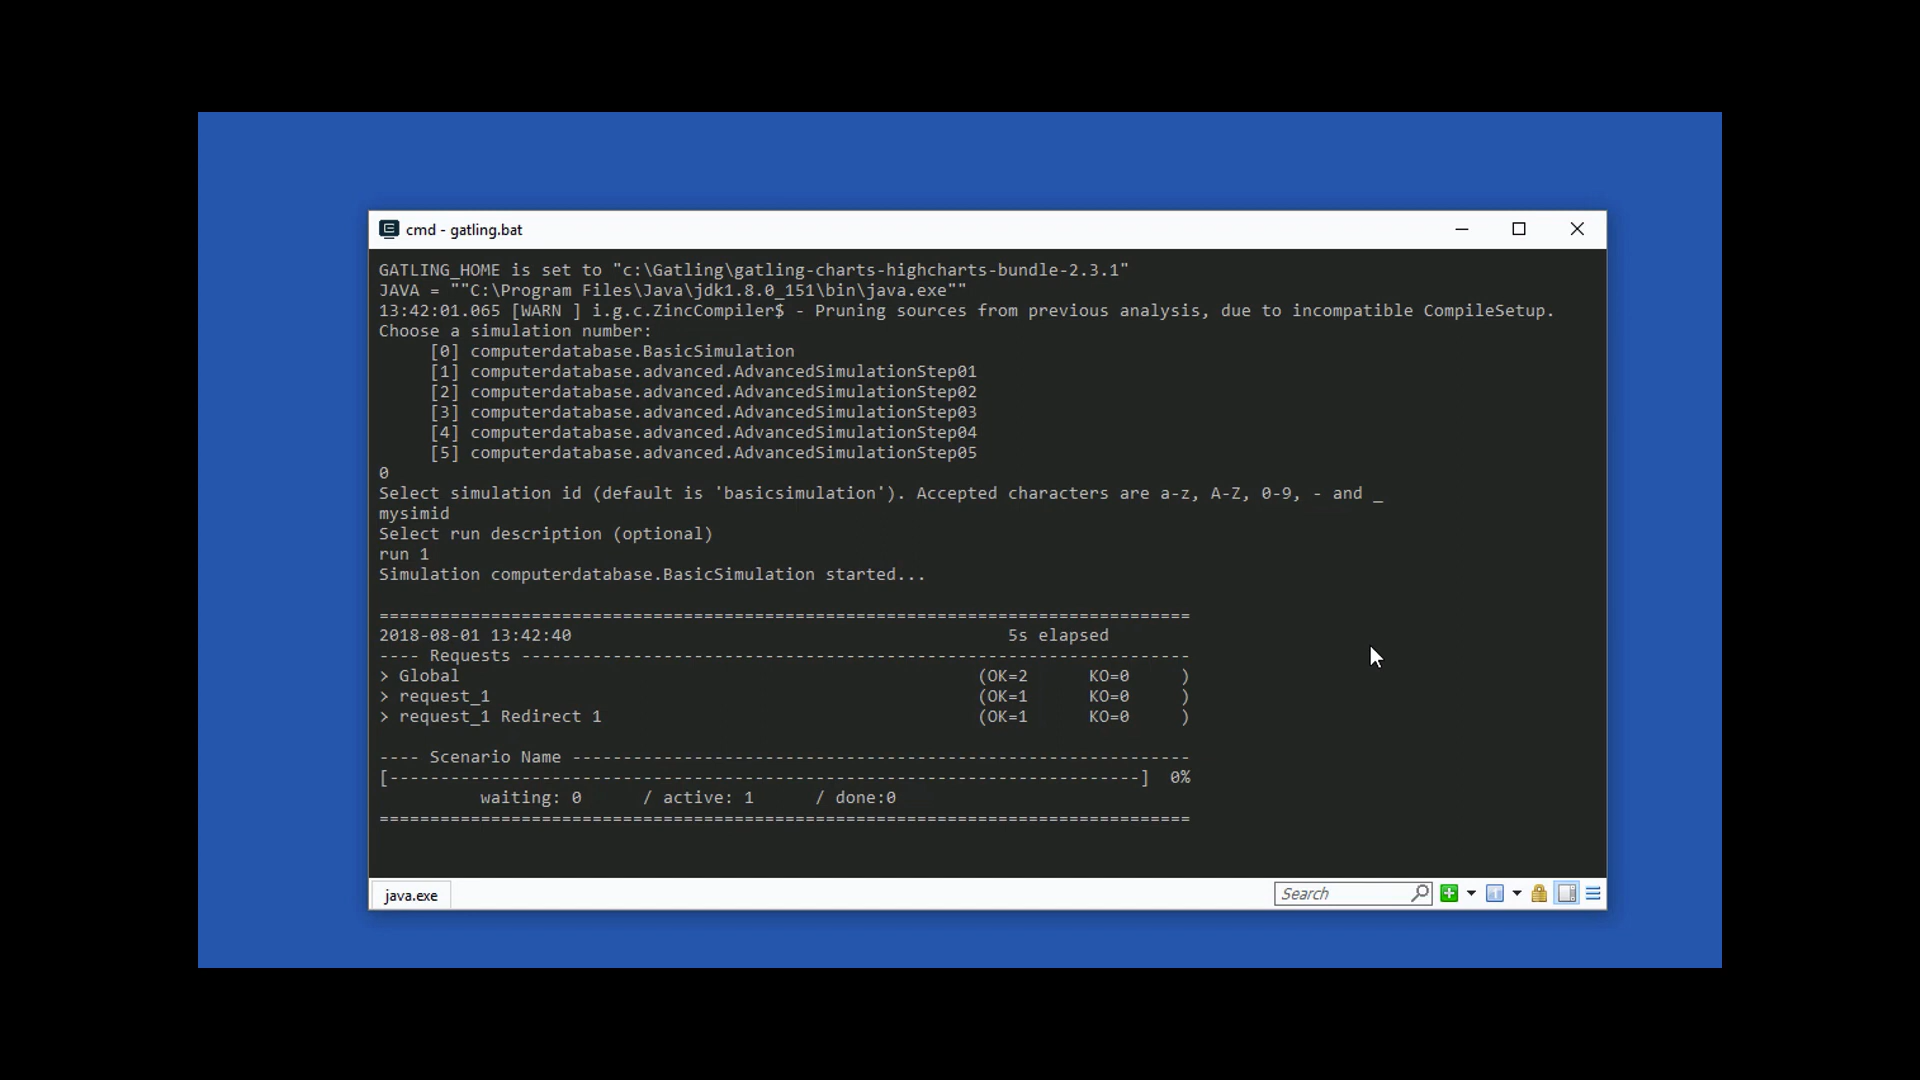 cmd - gatling.bat
GATLING_HOME is set to "c:\Gatling\gatling-charts-highcharts-bundle-2.3.1"
JAVA = ""C:\Program Files\Java\jdk1.8.0_151\bin\java.exe""
13:42:01.065 [WARN ] i.g.c.ZincCompiler$ - Pruning sources from previous analysis, due to incompatible CompileSetup.
Choose a simulation number:
     [0] computerdatabase.BasicSimulation
     [1] computerdatabase.advanced.AdvancedSimulationStep01
     [2] computerdatabase.advanced.AdvancedSimulationStep02
     [3] computerdatabase.advanced.AdvancedSimulationStep03
     [4] computerdatabase.advanced.AdvancedSimulationStep04
     [5] computerdatabase.advanced.AdvancedSimulationStep05
0
Select simulation id (default is 'basicsimulation'). Accepted characters are a-z, A-Z, 0-9, - and _
mysimid
Select run description (optional)
run 1
Simulation computerdatabase.BasicSimulation started...
================================================================================
2018-08-01 13:42:40                                           5s elapsed
---- Requests ------------------------------------------------------------------
> Global                                                   (OK=2      KO=0     )
> request_1                                                (OK=1      KO=0     )
> request_1 Redirect 1                                     (OK=1      KO=0     )
---- Scenario Name -------------------------------------------------------------
[--------------------------------------------------------------------------]  0%
          waiting: 0      / active: 1      / done:0
================================================================================
java.exe
Search